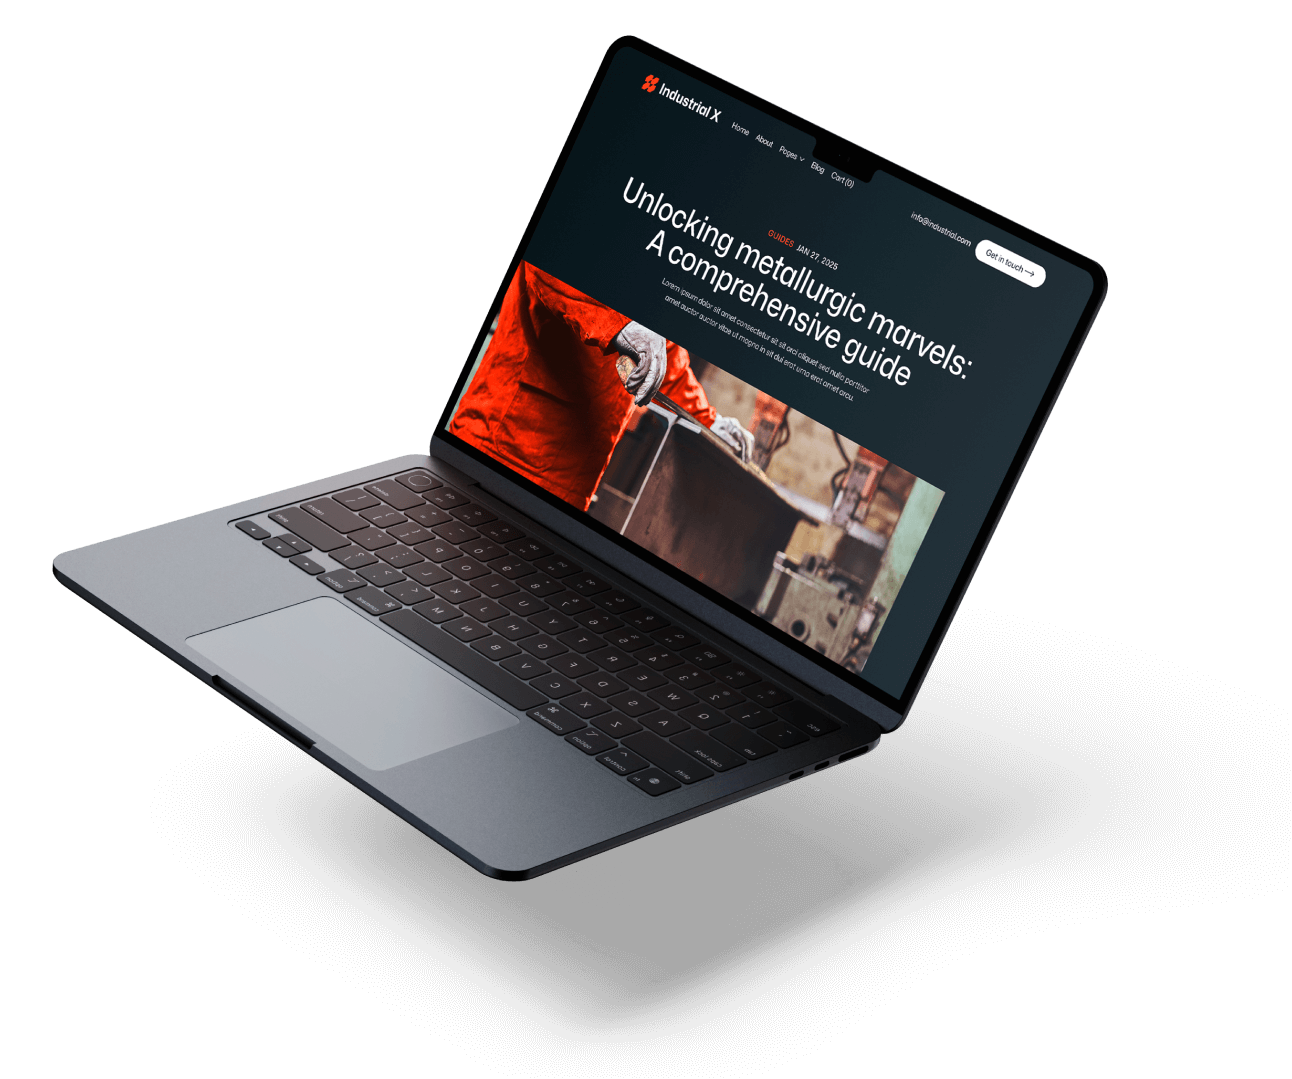 Industrial X
Home About Pages Blog Cart (0)
info@industrial.com
Get in touch →
GUIDES JAN 27, 2025
Unlocking metallurgic marvels:
A comprehensive guide
Lorem ipsum dolor sit amet consectetur sit sit orci aliquet sed nulla porttitor
amet auctor auctor vitae ut magna in sit dui erat urna erat amet arcu.